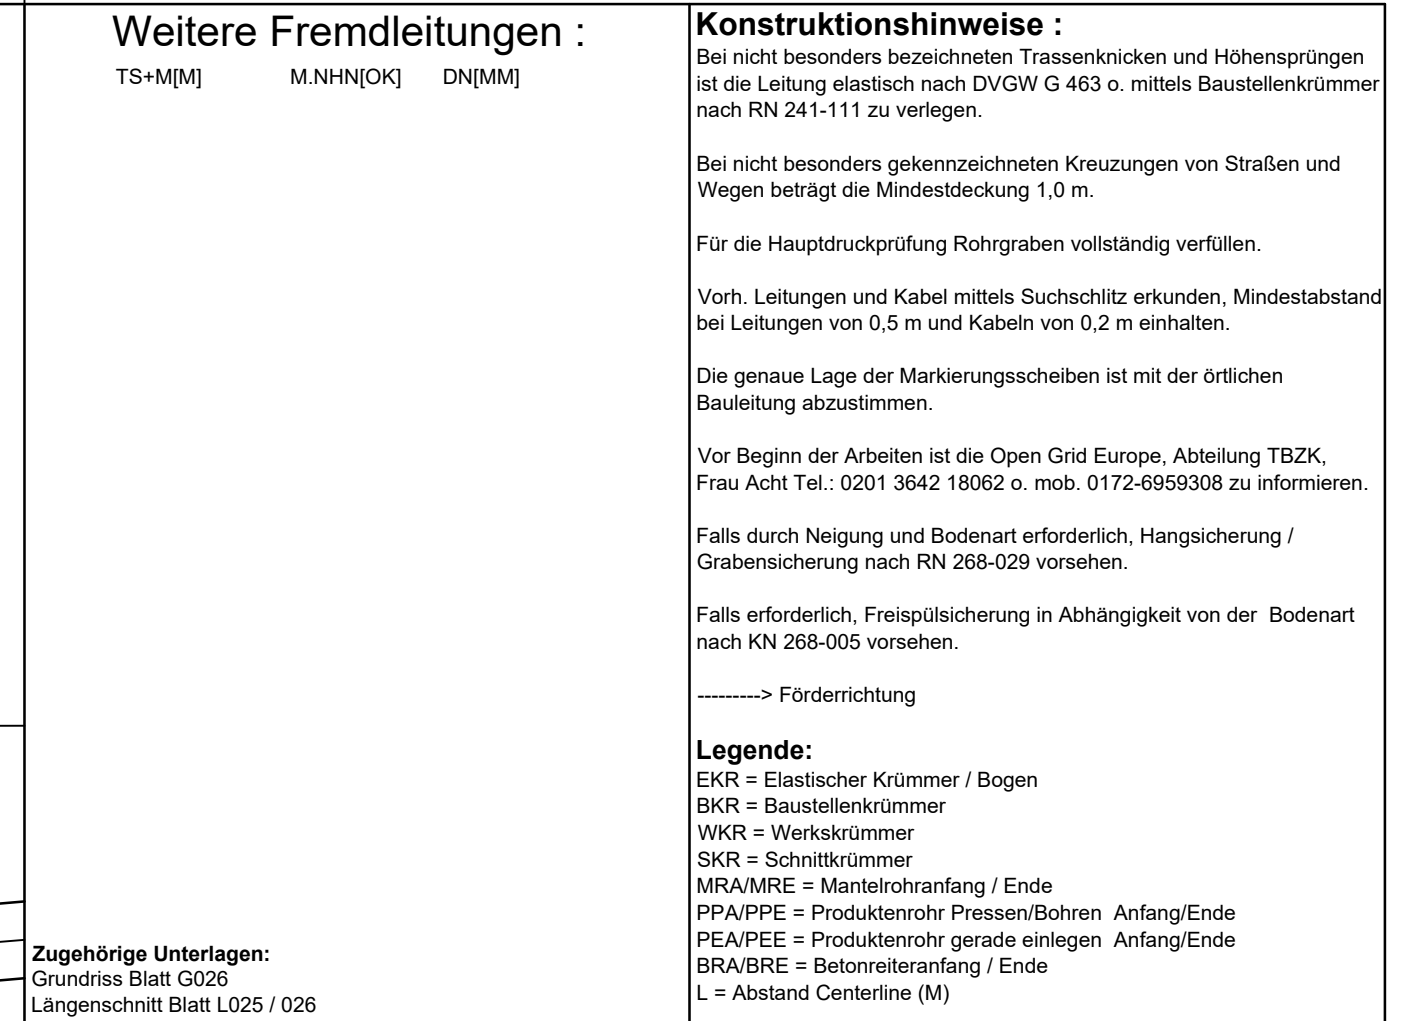 Weitere Fremdleitungen :
TS+M[M] M.NHN[OK] DN[MM]
Zugehörige Unterlagen:
Grundriss Blatt G026
Längenschnitt Blatt L025 / 026
Konstruktionshinweise :
Bei nicht besonders bezeichneten Trassenknicken und Höhensprüngen
ist die Leitung elastisch nach DVGW G 463 o. mittels Baustellenkrümmer
nach RN 241-111 zu verlegen.
Bei nicht besonders gekennzeichneten Kreuzungen von Straßen und
Wegen beträgt die Mindestdeckung 1,0 m.
Für die Hauptdruckprüfung Rohrgraben vollständig verfüllen.
Vorh. Leitungen und Kabel mittels Suchschlitz erkunden, Mindestabstand
bei Leitungen von 0,5 m und Kabeln von 0,2 m einhalten.
Die genaue Lage der Markierungsscheiben ist mit der örtlichen
Bauleitung abzustimmen.
Vor Beginn der Arbeiten ist die Open Grid Europe, Abteilung TBZK,
Frau Acht Tel.: 0201 3642 18062 o. mob. 0172-6959308 zu informieren.
Falls durch Neigung und Bodenart erforderlich, Hangsicherung /
Grabensicherung nach RN 268-029 vorsehen.
Falls erforderlich, Freispülsicherung in Abhängigkeit von der  Bodenart
nach KN 268-005 vorsehen.
---------> Förderrichtung
Legende:
EKR = Elastischer Krümmer / Bogen
BKR = Baustellenkrümmer
WKR = Werkskrümmer
SKR = Schnittkrümmer
MRA/MRE = Mantelrohranfang / Ende
PPA/PPE = Produktenrohr Pressen/Bohren  Anfang/Ende
PEA/PEE = Produktenrohr gerade einlegen  Anfang/Ende
BRA/BRE = Betonreiteranfang / Ende
L = Abstand Centerline (M)